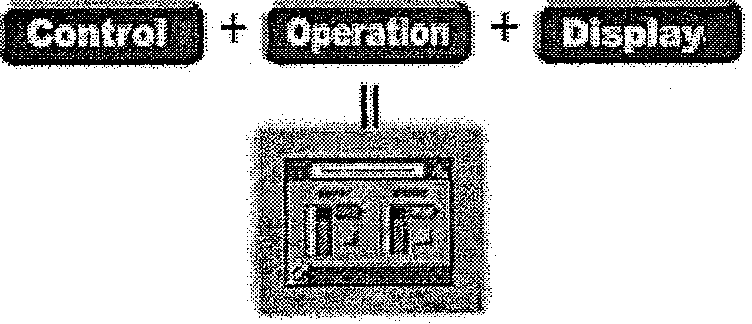 Control + Operation + Display
=